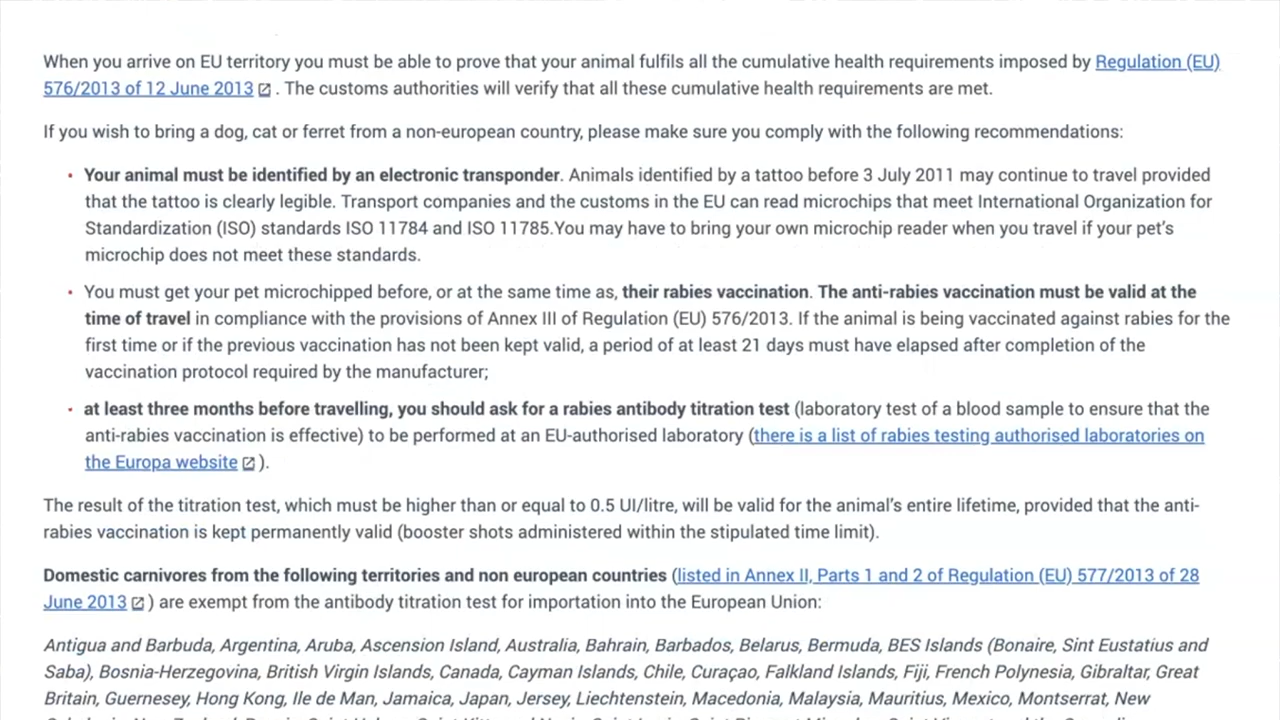 When you arrive on EU territory you must be able to prove that your animal fulfils all the cumulative health requirements imposed by Regulation (EU)
576/2013 of 12 June 2013 . The customs authorities will verify that all these cumulative health requirements are met.
If you wish to bring a dog, cat or ferret from a non-european country, please make sure you comply with the following recommendations:
• Your animal must be identified by an electronic transponder. Animals identified by a tattoo before 3 July 2011 may continue to travel provided
that the tattoo is clearly legible. Transport companies and the customs in the EU can read microchips that meet International Organization for
Standardization (ISO) standards ISO 11784 and ISO 11785.You may have to bring your own microchip reader when you travel if your pet's
microchip does not meet these standards.
• You must get your pet microchipped before, or at the same time as, their rabies vaccination. The anti-rabies vaccination must be valid at the
time of travel in compliance with the provisions of Annex III of Regulation (EU) 576/2013. If the animal is being vaccinated against rabies for the
first time or if the previous vaccination has not been kept valid, a period of at least 21 days must have elapsed after completion of the
vaccination protocol required by the manufacturer;
• at least three months before travelling, you should ask for a rabies antibody titration test (laboratory test of a blood sample to ensure that the
anti-rabies vaccination is effective) to be performed at an EU-authorised laboratory (there is a list of rabies testing authorised laboratories on
the Europa website ).
The result of the titration test, which must be higher than or equal to 0.5 UI/litre, will be valid for the animal's entire lifetime, provided that the anti-
rabies vaccination is kept permanently valid (booster shots administered within the stipulated time limit).
Domestic carnivores from the following territories and non european countries (listed in Annex II, Parts 1 and 2 of Regulation (EU) 577/2013 of 28
June 2013 ) are exempt from the antibody titration test for importation into the European Union:
Antigua and Barbuda, Argentina, Aruba, Ascension Island, Australia, Bahrain, Barbados, Belarus, Bermuda, BES Islands (Bonaire, Sint Eustatius and
Saba), Bosnia-Herzegovina, British Virgin Islands, Canada, Cayman Islands, Chile, Curaçao, Falkland Islands, Fiji, French Polynesia, Gibraltar, Great
Britain, Guernesey, Hong Kong, Ile de Man, Jamaica, Japan, Jersey, Liechtenstein, Macedonia, Malaysia, Mauritius, Mexico, Montserrat, New